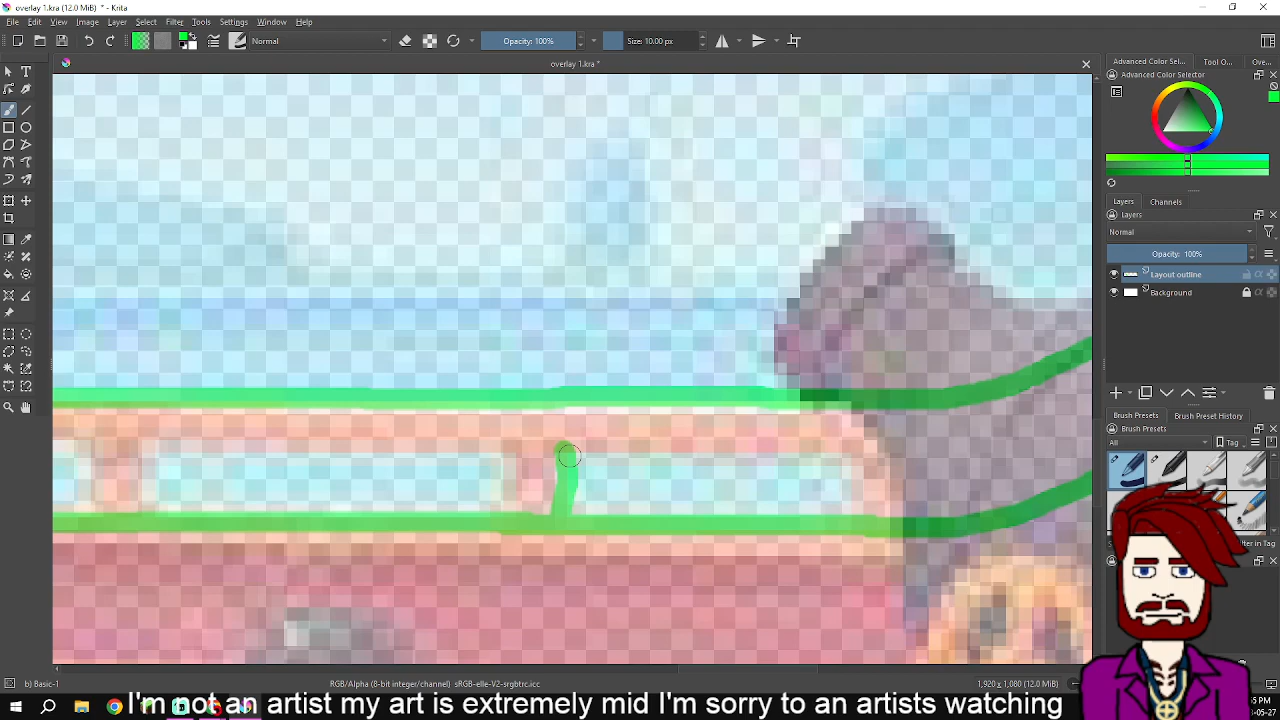 overlay 1.kra (12.0 MiB) * - Krita
File Edit View Image Layer Select Filter Tools Settings Window Help
Normal Opacity: 100% Size: 10.00 px
overlay 1.kra *
Advanced Color Sel... Tool O... Ove...
Advanced Color Selector
Layers Channels
Layers
Normal
Opacity: 100%
Layout outline
Background
Brush Presets Brush Preset History
Brush Presets
All Tag
ilter in Tag
b) Basic-1 RGB/Alpha (8-bit integer/channel) sRGB-elle-V2-srgbtrc.icc 1,920 x 1,080 (12.0 MiB)
I'm not an artist my art is extremely mid I'm sorry to an artists watching